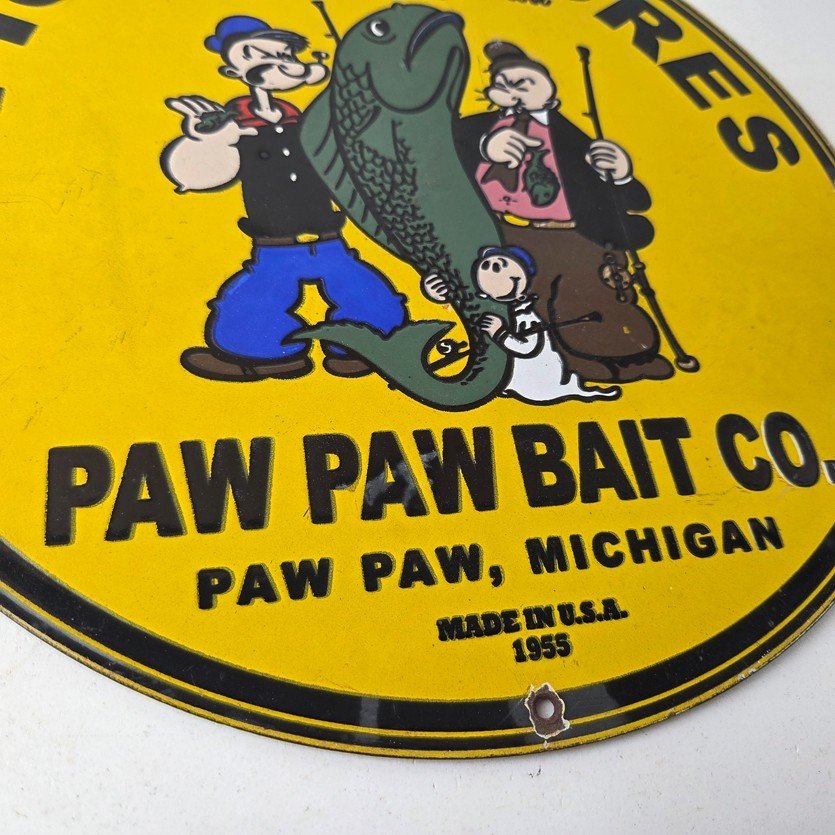 RES
PAW PAW BAIT CO.
PAW PAW, MICHIGAN
MADE IN U.S.A.
1955